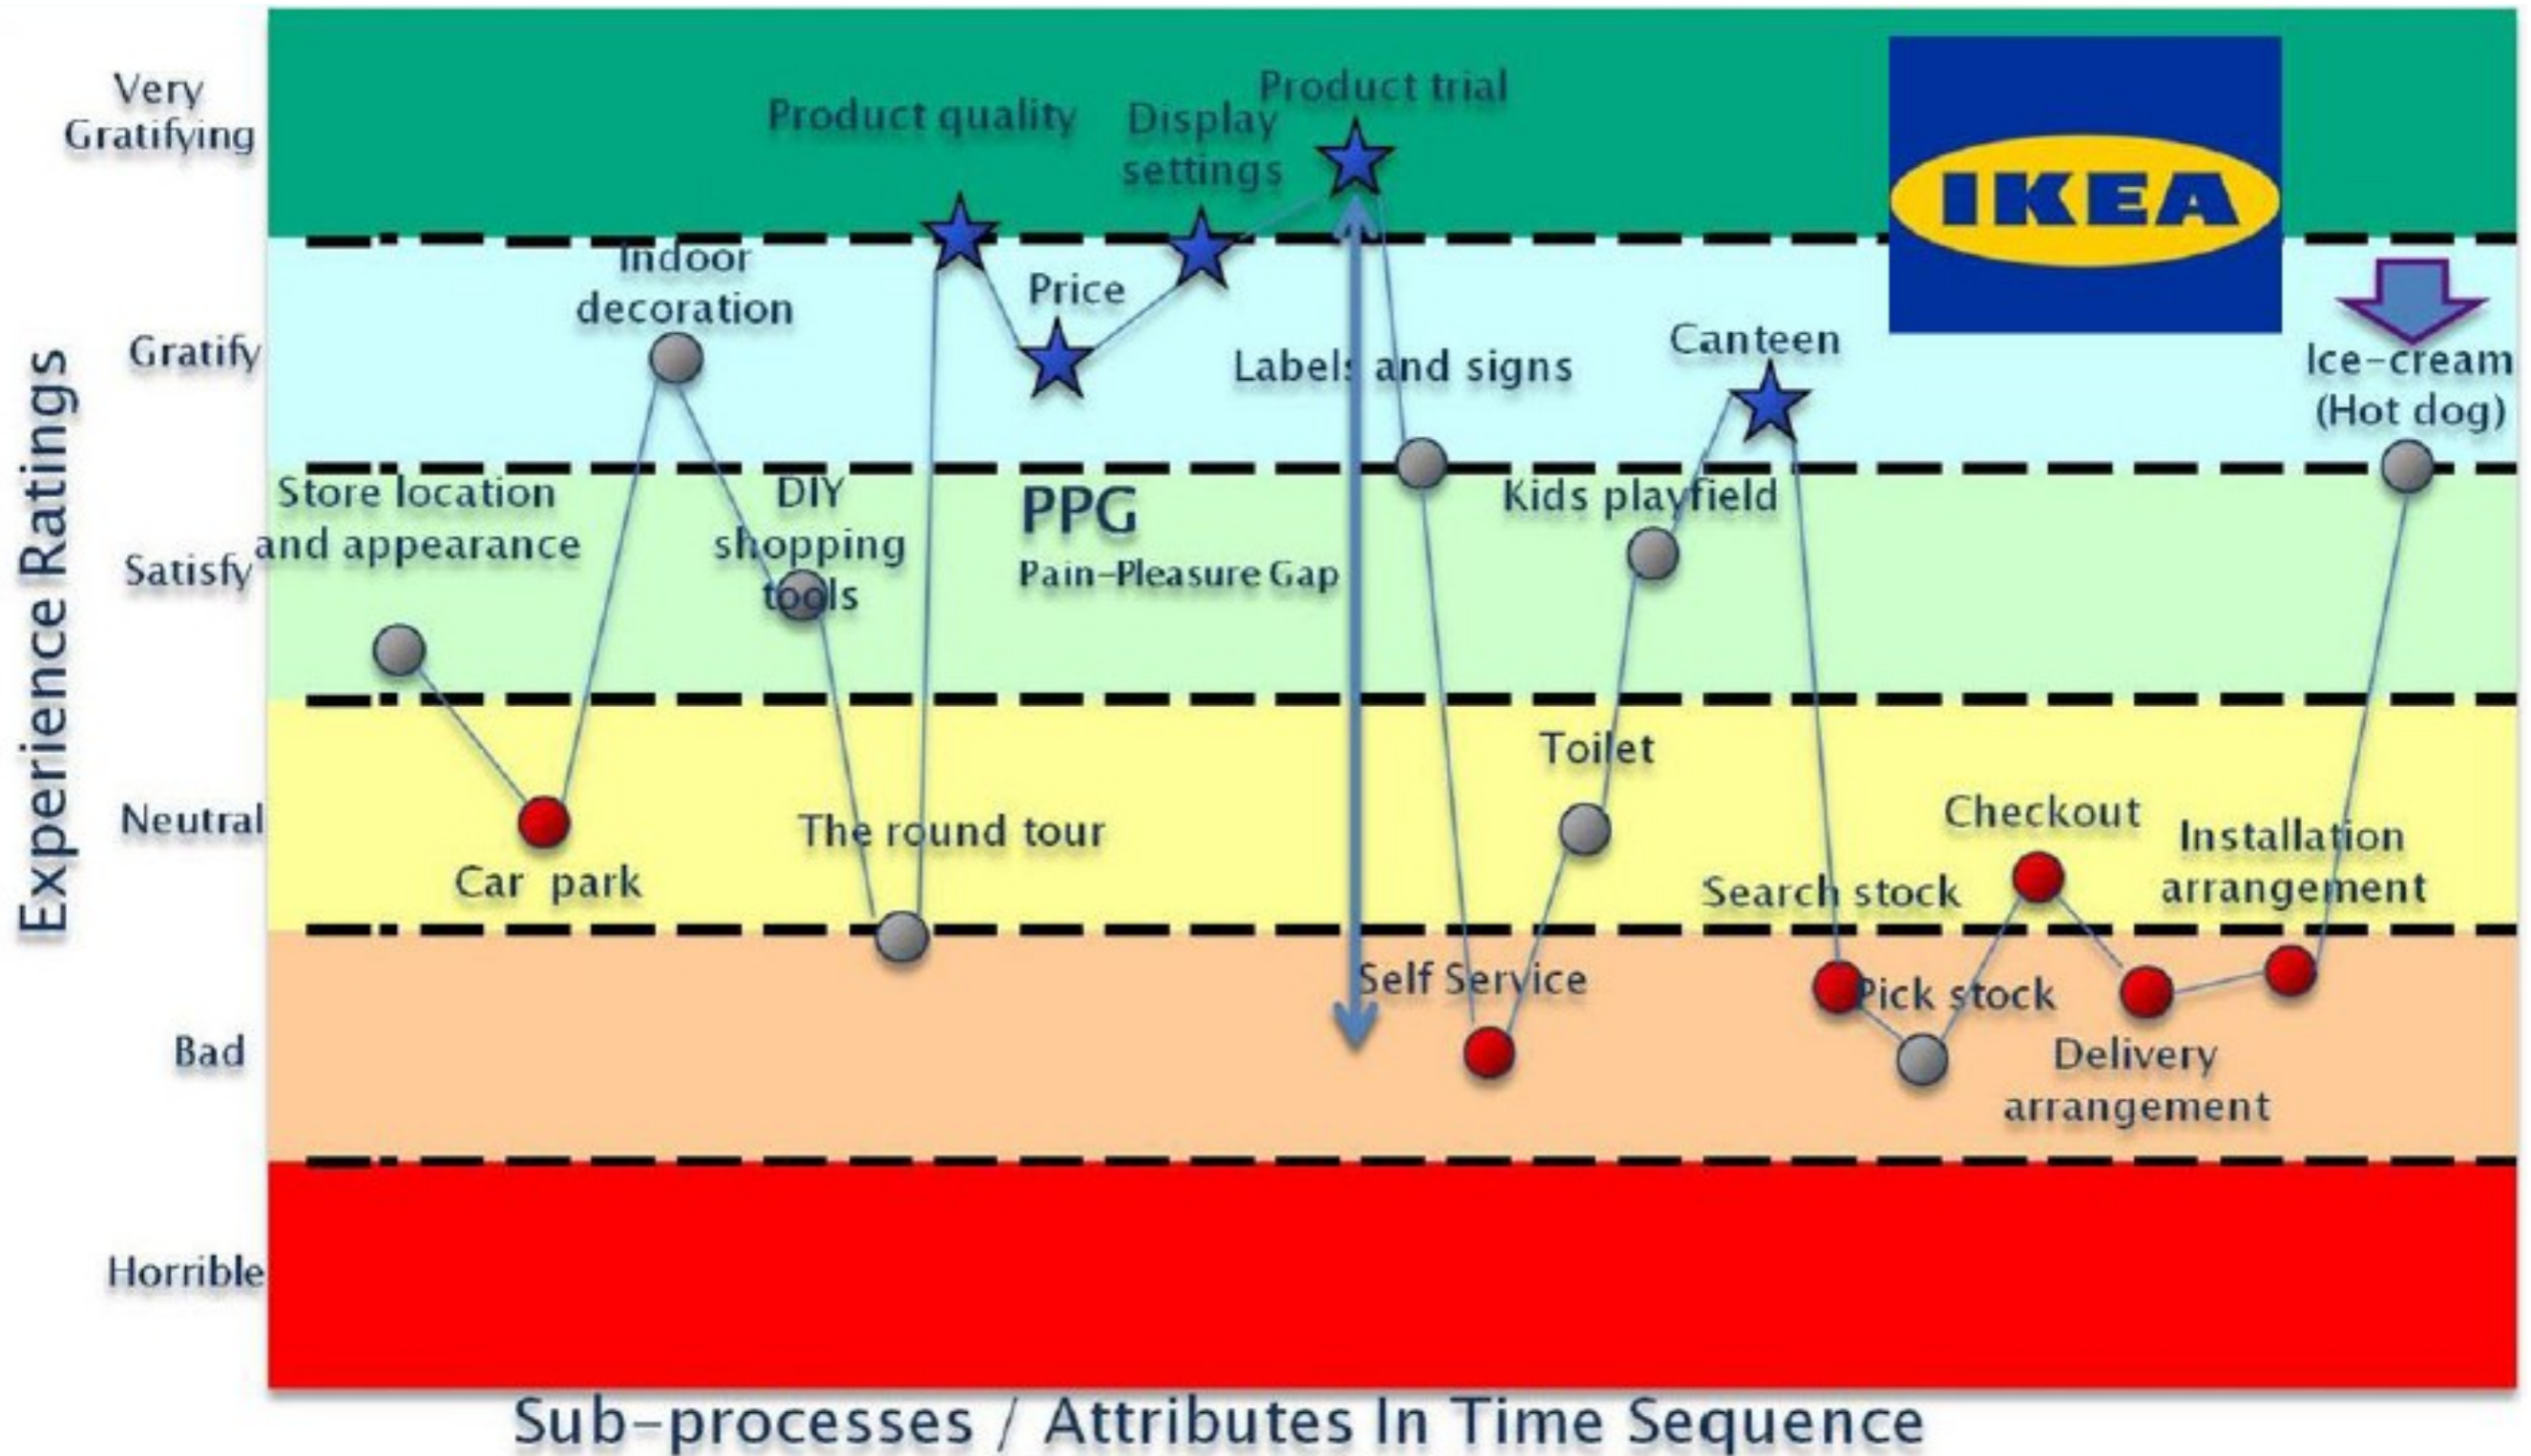 Very
Gratifying
Gratify
Satisfy
Neutral
Bad
Horrible
Experience Ratings
Store location
and appearance
Car park
Indoor
decoration
DIY
shopping
tools
The round tour
Product quality
Price
Display
settings
Product trial
PPG
Pain-Pleasure Gap
Labels and signs
Self Service
Toilet
Kids playfield
Canteen
Search stock
Pick stock
Checkout
Delivery
arrangement
Installation
arrangement
Ice-cream
(Hot dog)
IKEA
Sub-processes / Attributes In Time Sequence